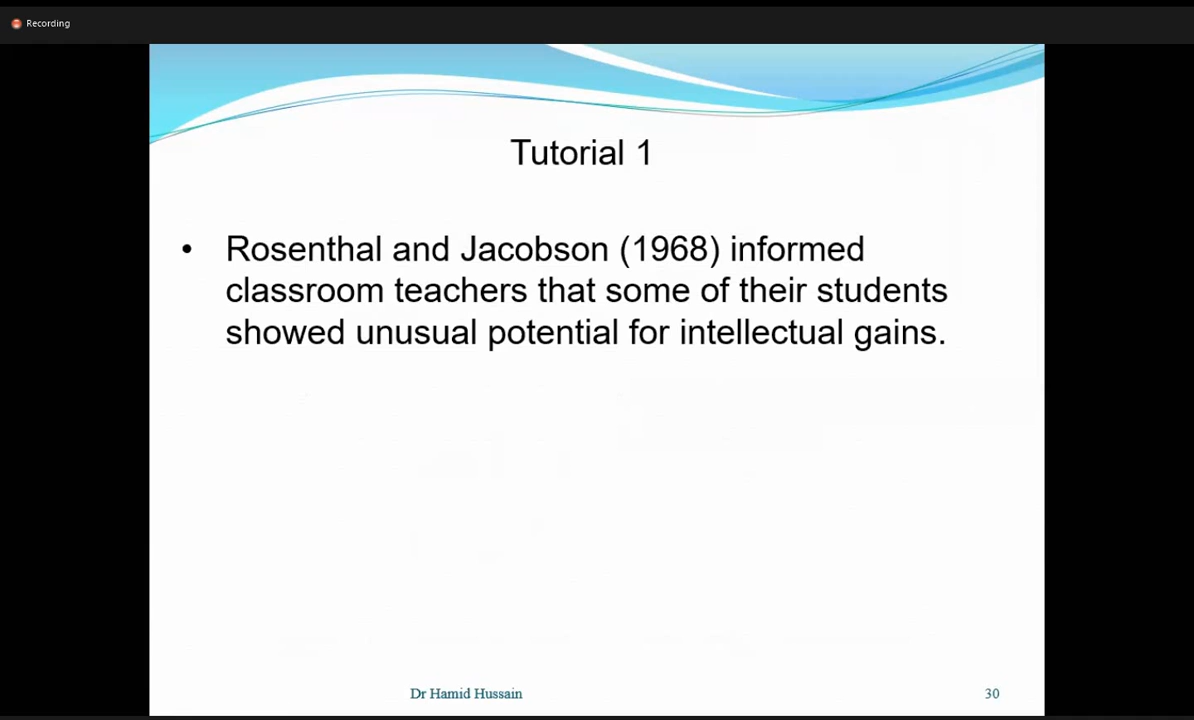 Recording
Tutorial 1
• Rosenthal and Jacobson (1968) informed
classroom teachers that some of their students
showed unusual potential for intellectual gains.
Dr Hamid Hussain
30